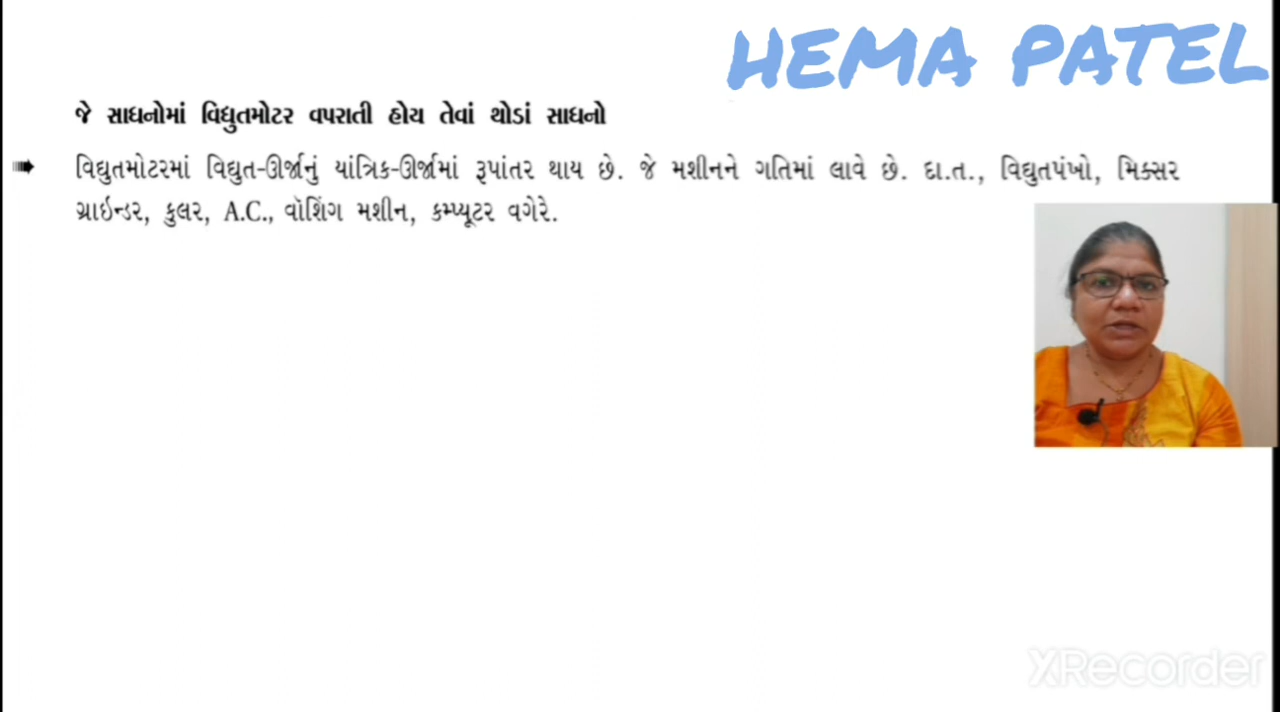 HEMA PATEL
જે સાધનોમાં વિદ્યુતમોટર વપરાતી હોય તેવાં થોડાં સાધનો
વિદ્યુતમોટરમાં વિદ્યુત-ઊર્જાનું યાંત્રિક-ઊર્જામાં રૂપાંતર થાય છે. જે મશીનને ગતિમાં લાવે છે. દા.ત., વિદ્યુતપંખો, મિક્સર
ગ્રાઇન્ડર, કુલર, A.C., વૉશિંગ મશીન, કમ્પ્યૂટર વગેરે.
XRecorder